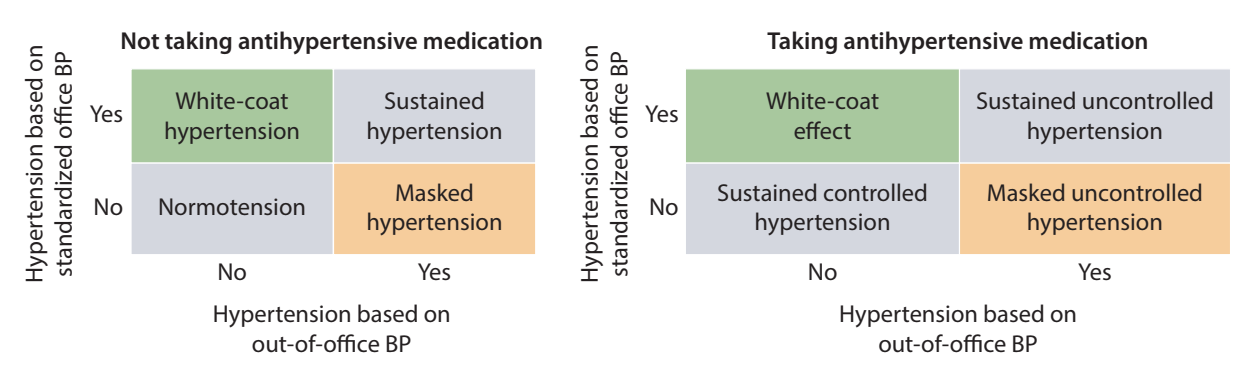 Not taking antihypertensive medication
Hypertension based on
standardized office BP
Yes
White-coat
hypertension
Sustained
hypertension
No
Normotension
Masked
hypertension
No
Yes
Hypertension based on
out-of-office BP
Taking antihypertensive medication
Hypertension based on
standardized office BP
Yes
White-coat
effect
Sustained uncontrolled
hypertension
No
Sustained controlled
hypertension
Masked uncontrolled
hypertension
No
Yes
Hypertension based on
out-of-office BP